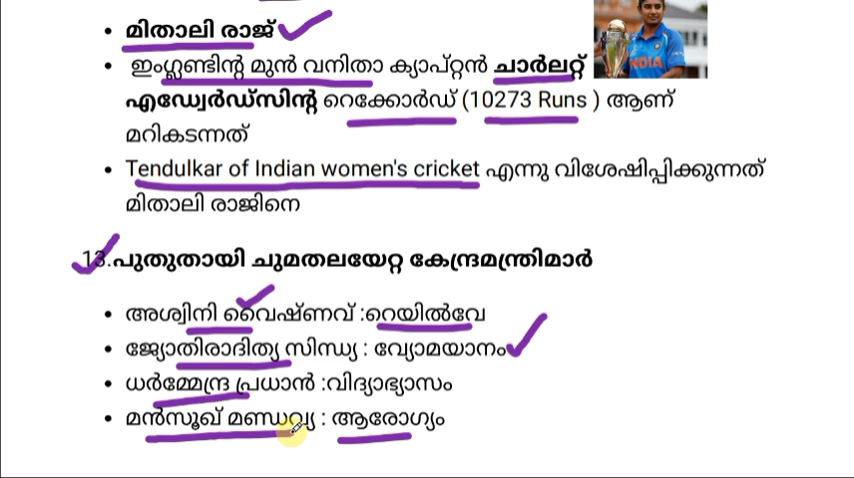 മിതാലി രാജ്
ഇംഗ്ലണ്ടിന്റ മുൻ വനിതാ ക്യാപ്റ്റൻ ചാർലറ്റ്
എഡ്വേർഡ്സിന്റ റെക്കോർഡ് (10273 Runs ) ആണ്
മറികടന്നത്
Tendulkar of Indian women's cricket എന്നു വിശേഷിപ്പിക്കുന്നത്
മിതാലി രാജിനെ
13.പുതുതായി ചുമതലയേറ്റ കേന്ദ്രമന്ത്രിമാർ
അശ്വിനി വൈഷ്ണവ് :റെയിൽവേ
ജ്യോതിരാദിത്യ സിന്ധ്യ : വ്യോമയാനം
ധർമ്മേന്ദ്ര പ്രധാൻ :വിദ്യാഭ്യാസം
മൻസൂഖ് മണ്ഡവ്യ : ആരോഗ്യം
INDIA